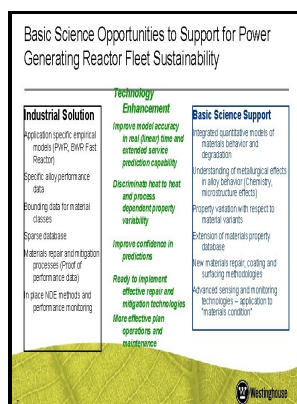 Basic Science Opportunities to Support for Power
Generating Reactor Fleet Sustainability
Industrial Solution
Application specific empirical
models (PWR, BWR Fast
Reactor)
Specific alloy performance
data
Bounding data for material
classes
Sparse database
Materials repair and mitigation
processes (Proof of
performance data)
In place NDE methods and
performance monitoring
Technology
Enhancement
Improve model accuracy
in real (linear) time and
extended service
prediction capability
Discriminate heat to heat
and process
dependent property
variability
Improve confidence in
predictions
Ready to implement
effective repair and
mitigation technologies
More effective plan
operations and
maintenance
Basic Science Support
Integrated quantitative models of
materials behavior and
degradation
Understanding of metallurgical effects
in alloy behavior (Chemistry,
microstructure effects)
Property variation with respect to
material variants
Extension of materials property
database
New materials repair, coating and
surfacing methodologies
Advanced sensing and monitoring
technologies – application to
"materials condition"
Westinghouse